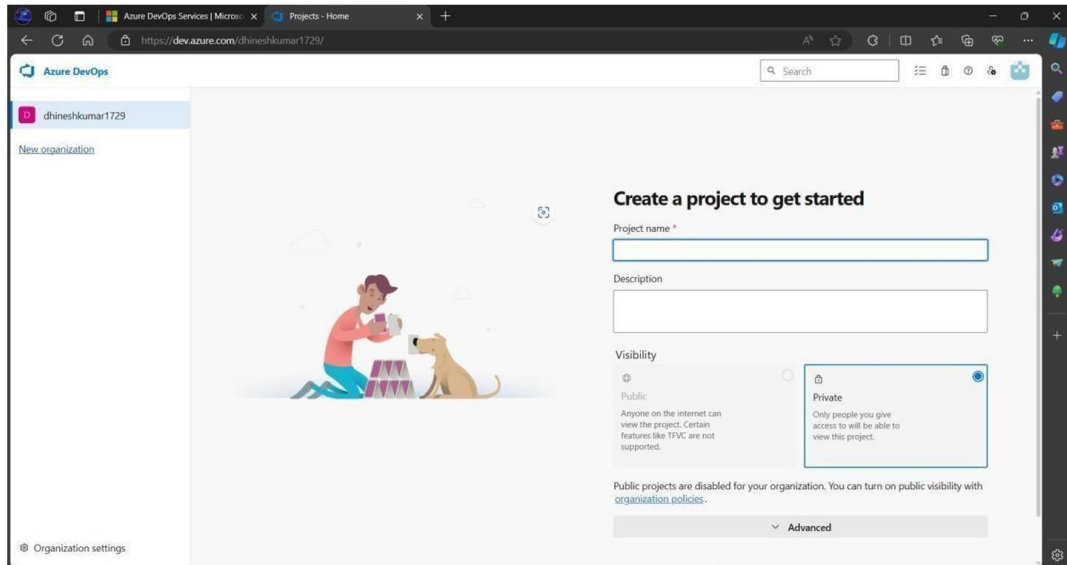 Azure DevOps Services | Microso
Projects - Home
https://dev.azure.com/dhineshkumar1729/
Azure DevOps
Search
D
dhineshkumar1729
New organization
Create a project to get started
Project name *
Description
Visibility
Public
Anyone on the internet can
view the project. Certain
features like TFVC are not
supported.
Private
Only people you give
access to will be able to
view this project.
Public projects are disabled for your organization. You can turn on public visibility with
organization policies.
Advanced
Organization settings